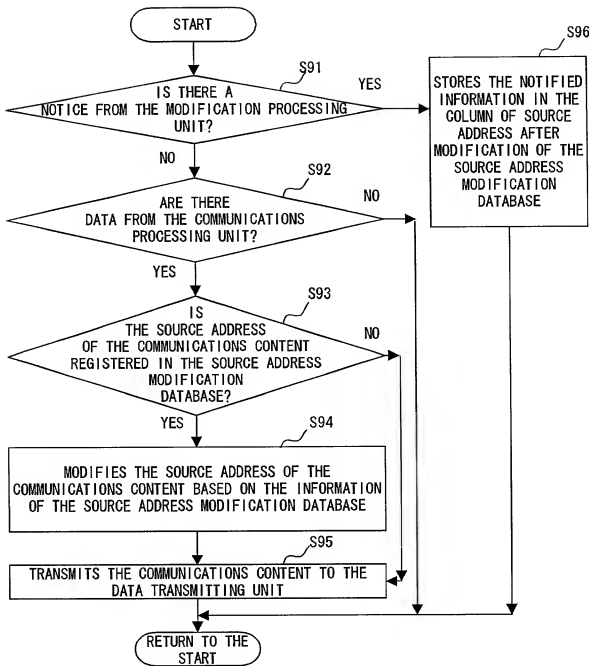 START
S91
IS THERE A
NOTICE FROM THE MODIFICATION PROCESSING
UNIT?
YES
NO
S96
STORES THE NOTIFIED
INFORMATION IN THE
COLUMN OF SOURCE
ADDRESS AFTER
MODIFICATION OF THE
SOURCE ADDRESS
MODIFICATION
DATABASE
S92
ARE THERE
DATA FROM THE COMMUNICATIONS
PROCESSING UNIT?
NO
YES
S93
IS
THE SOURCE ADDRESS
OF THE COMMUNICATIONS CONTENT
REGISTERED IN THE SOURCE ADDRESS
MODIFICATION
DATABASE?
NO
YES
S94
MODIFIES THE SOURCE ADDRESS OF THE
COMMUNICATIONS CONTENT BASED ON THE INFORMATION
OF THE SOURCE ADDRESS MODIFICATION DATABASE
S95
TRANSMITS THE COMMUNICATIONS CONTENT TO THE
DATA TRANSMITTING UNIT
RETURN TO THE
START